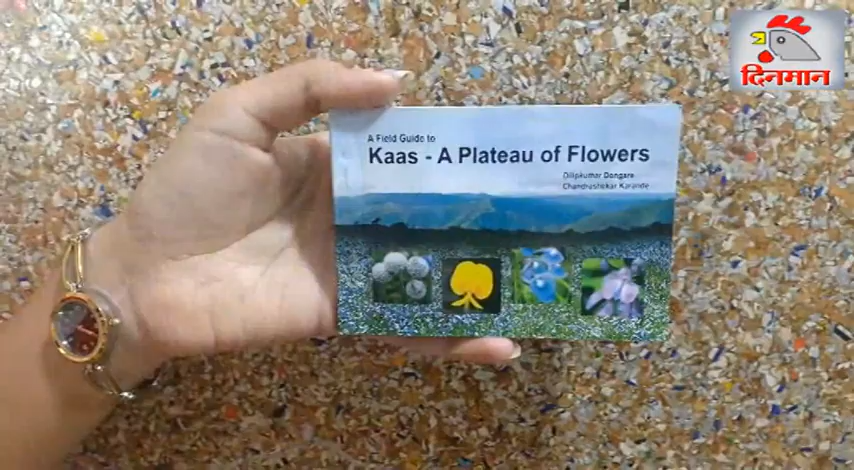 दिनमान
A Field Guide to
Kaas - A Plateau of Flowers
Dilipkumar Dongare
Chandrashekar Karande